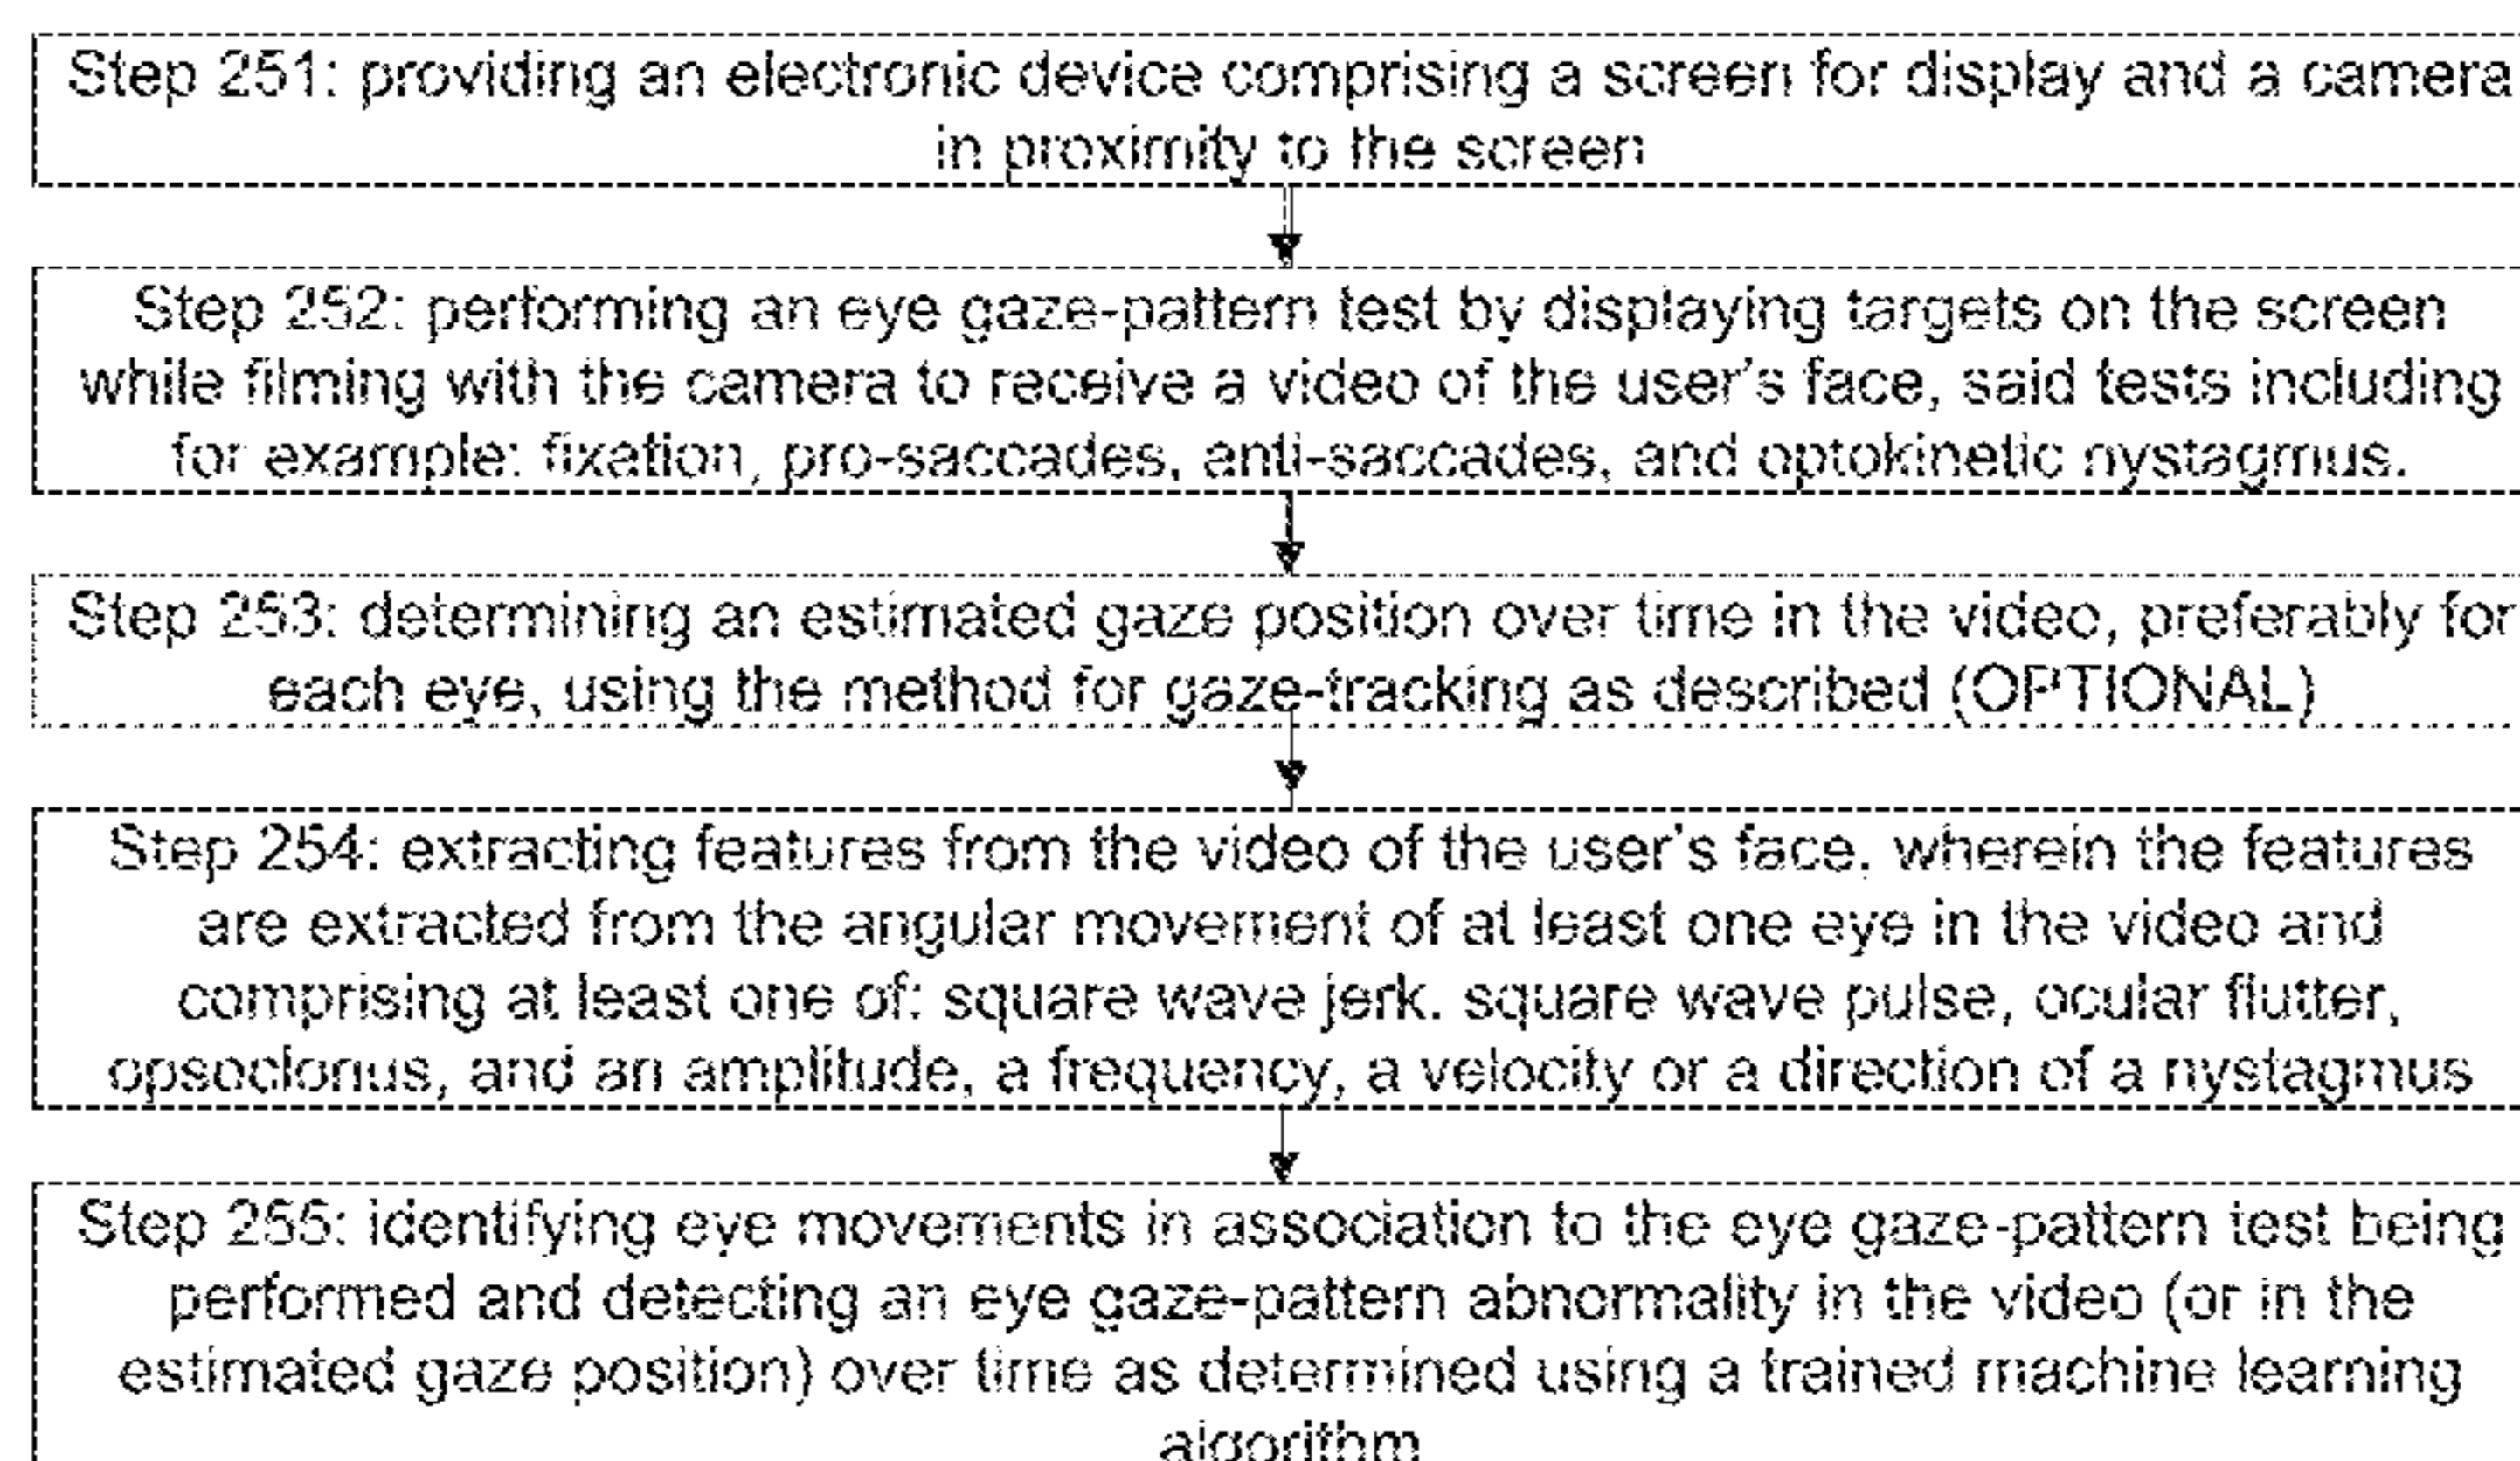 Step 251: providing an electronic device comprising a screen for display and a camera
in proximity to the screen
Step 252: performing an eye gaze-pattern test by displaying targets on the screen
while filming with the camera to receive a video of the user's face, said tests including
for example: fixation, pro-saccades, anti-saccades, and optokinetic nystagmus.
Step 253: determining an estimated gaze position over time in the video, preferably for
each eye, using the method for gaze-tracking as described (OPTIONAL)
Step 254: extracting features from the video of the user's face, wherein the features
are extracted from the angular movement of at least one eye in the video and
comprising at least one of: square wave jerk, square wave pulse, ocular flutter,
opsoclonus, and an amplitude, a frequency, a velocity or a direction of a nystagmus
Step 255: identifying eye movements in association to the eye gaze-pattern test being
performed and detecting an eye gaze-pattern abnormality in the video (or in the
estimated gaze position) over time as determined using a trained machine learning
algorithm